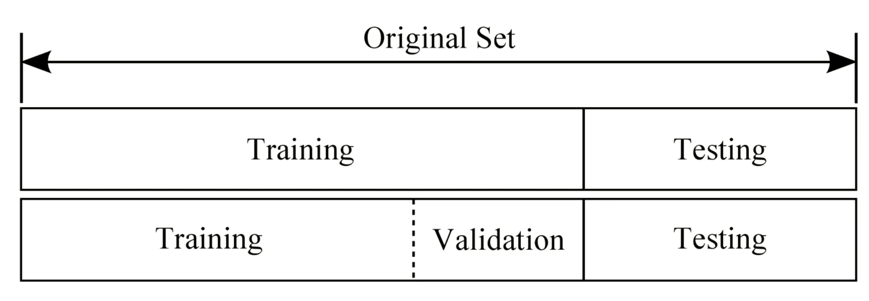 Original Set
Training Testing
Training Validation Testing